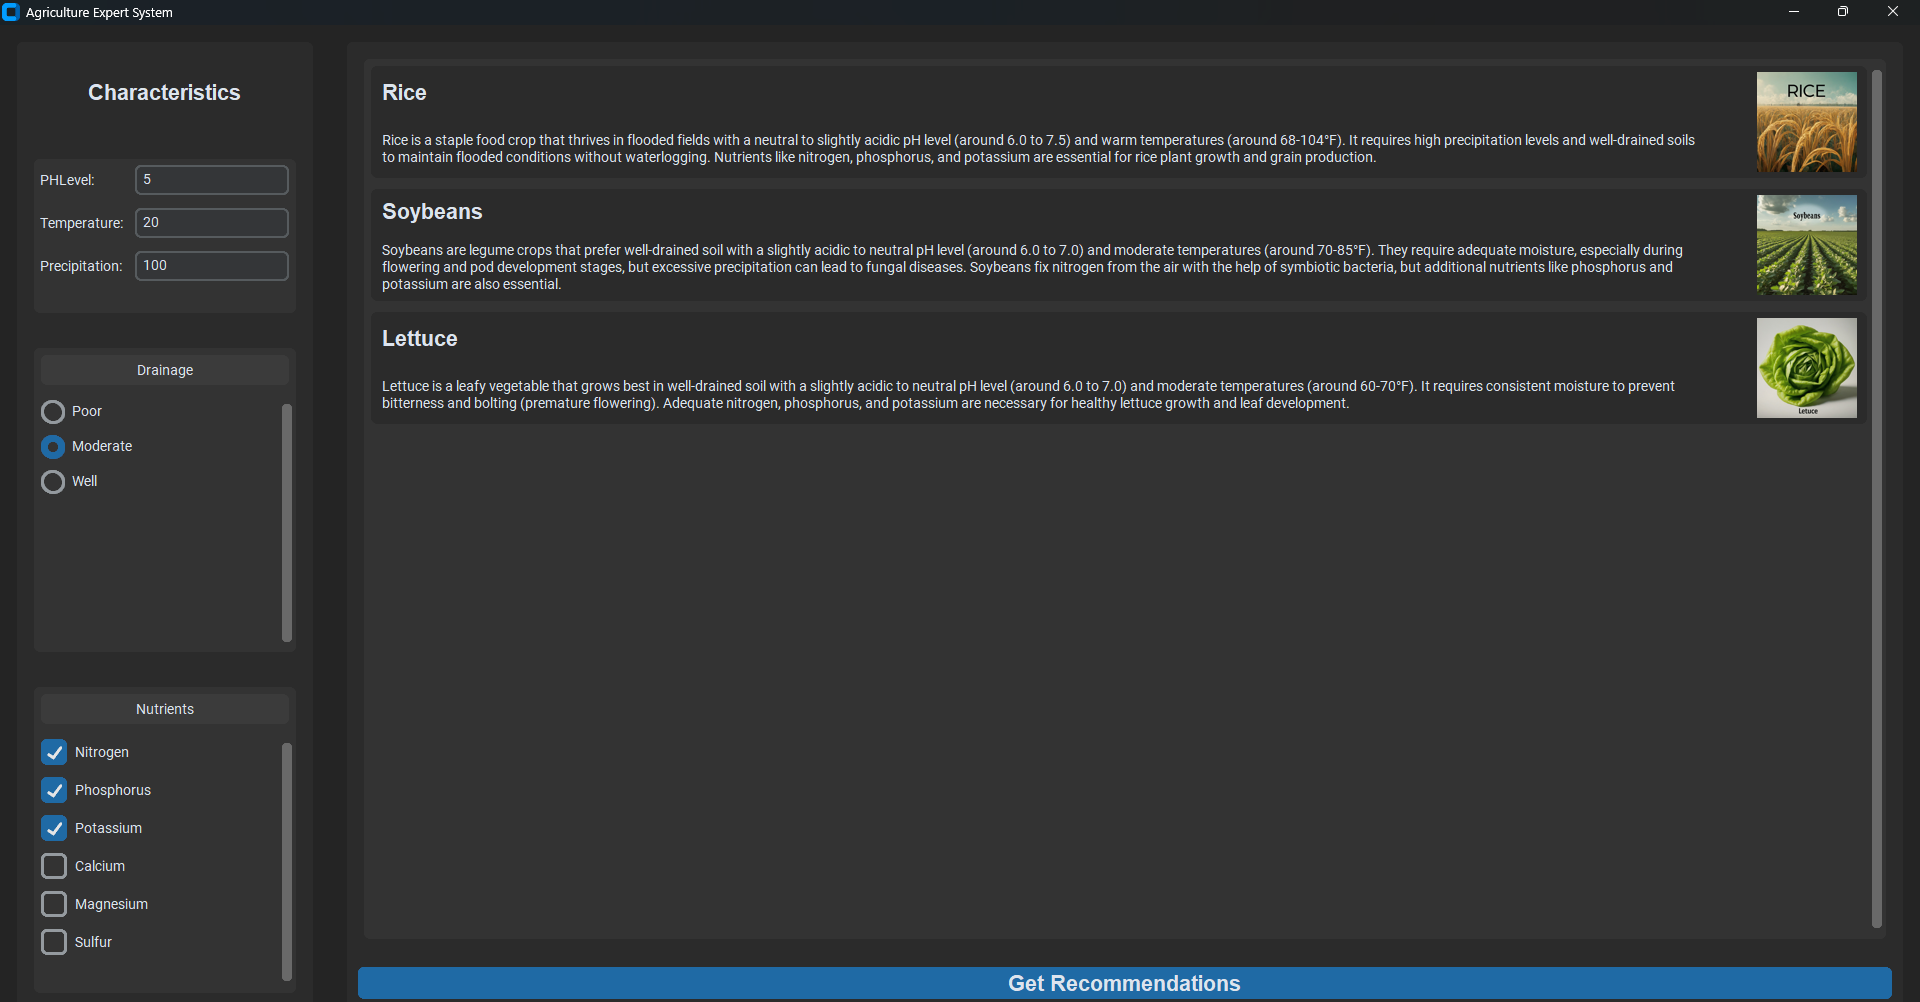 Agriculture Expert System
Characteristics
PHLevel: 5
Temperature: 20
Precipitation: 100
Drainage
Poor
Moderate
Well
Nutrients
Nitrogen
Phosphorus
Potassium
Calcium
Magnesium
Sulfur
Rice
Rice is a staple food crop that thrives in flooded fields with a neutral to slightly acidic pH level (around 6.0 to 7.5) and warm temperatures (around 68-104°F). It requires high precipitation levels and well-drained soils
to maintain flooded conditions without waterlogging. Nutrients like nitrogen, phosphorus, and potassium are essential for rice plant growth and grain production.
RICE
Soybeans
Soybeans are legume crops that prefer well-drained soil with a slightly acidic to neutral pH level (around 6.0 to 7.0) and moderate temperatures (around 70-85°F). They require adequate moisture, especially during
flowering and pod development stages, but excessive precipitation can lead to fungal diseases. Soybeans fix nitrogen from the air with the help of symbiotic bacteria, but additional nutrients like phosphorus and
potassium are also essential.
Soybeans
Lettuce
Lettuce is a leafy vegetable that grows best in well-drained soil with a slightly acidic to neutral pH level (around 6.0 to 7.0) and moderate temperatures (around 60-70°F). It requires consistent moisture to prevent
bitterness and bolting (premature flowering). Adequate nitrogen, phosphorus, and potassium are necessary for healthy lettuce growth and leaf development.
Letuce
Get Recommendations